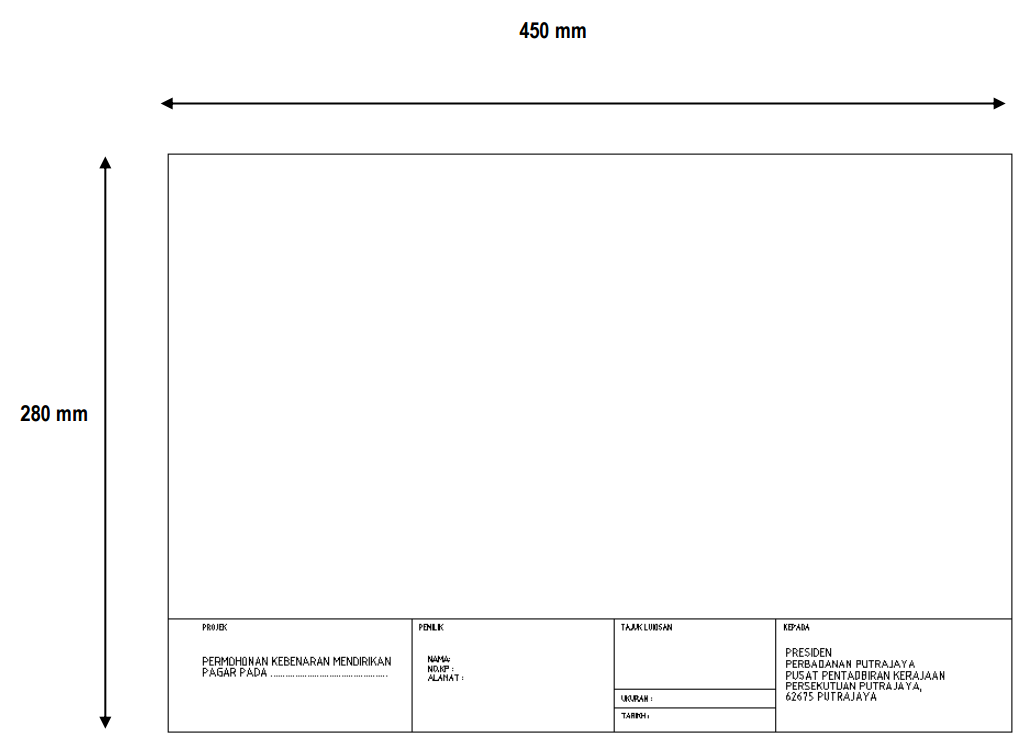 450 mm
280 mm
PROJEK
PERMOHONAN KEBENARAN MENDIRIKAN
PAGAR PADA ............................................
PEMILIK
NAMA:
NO.KP :
ALAMAT :
TAJUK LUKISAN
UKURAN :
TARIKH :
KEPADA
PRESIDEN
PERBADANAN PUTRAJAYA
PUSAT PENTADBIRAN KERAJAAN
PERSEKUTUAN PUTRAJAYA,
62675 PUTRAJAYA